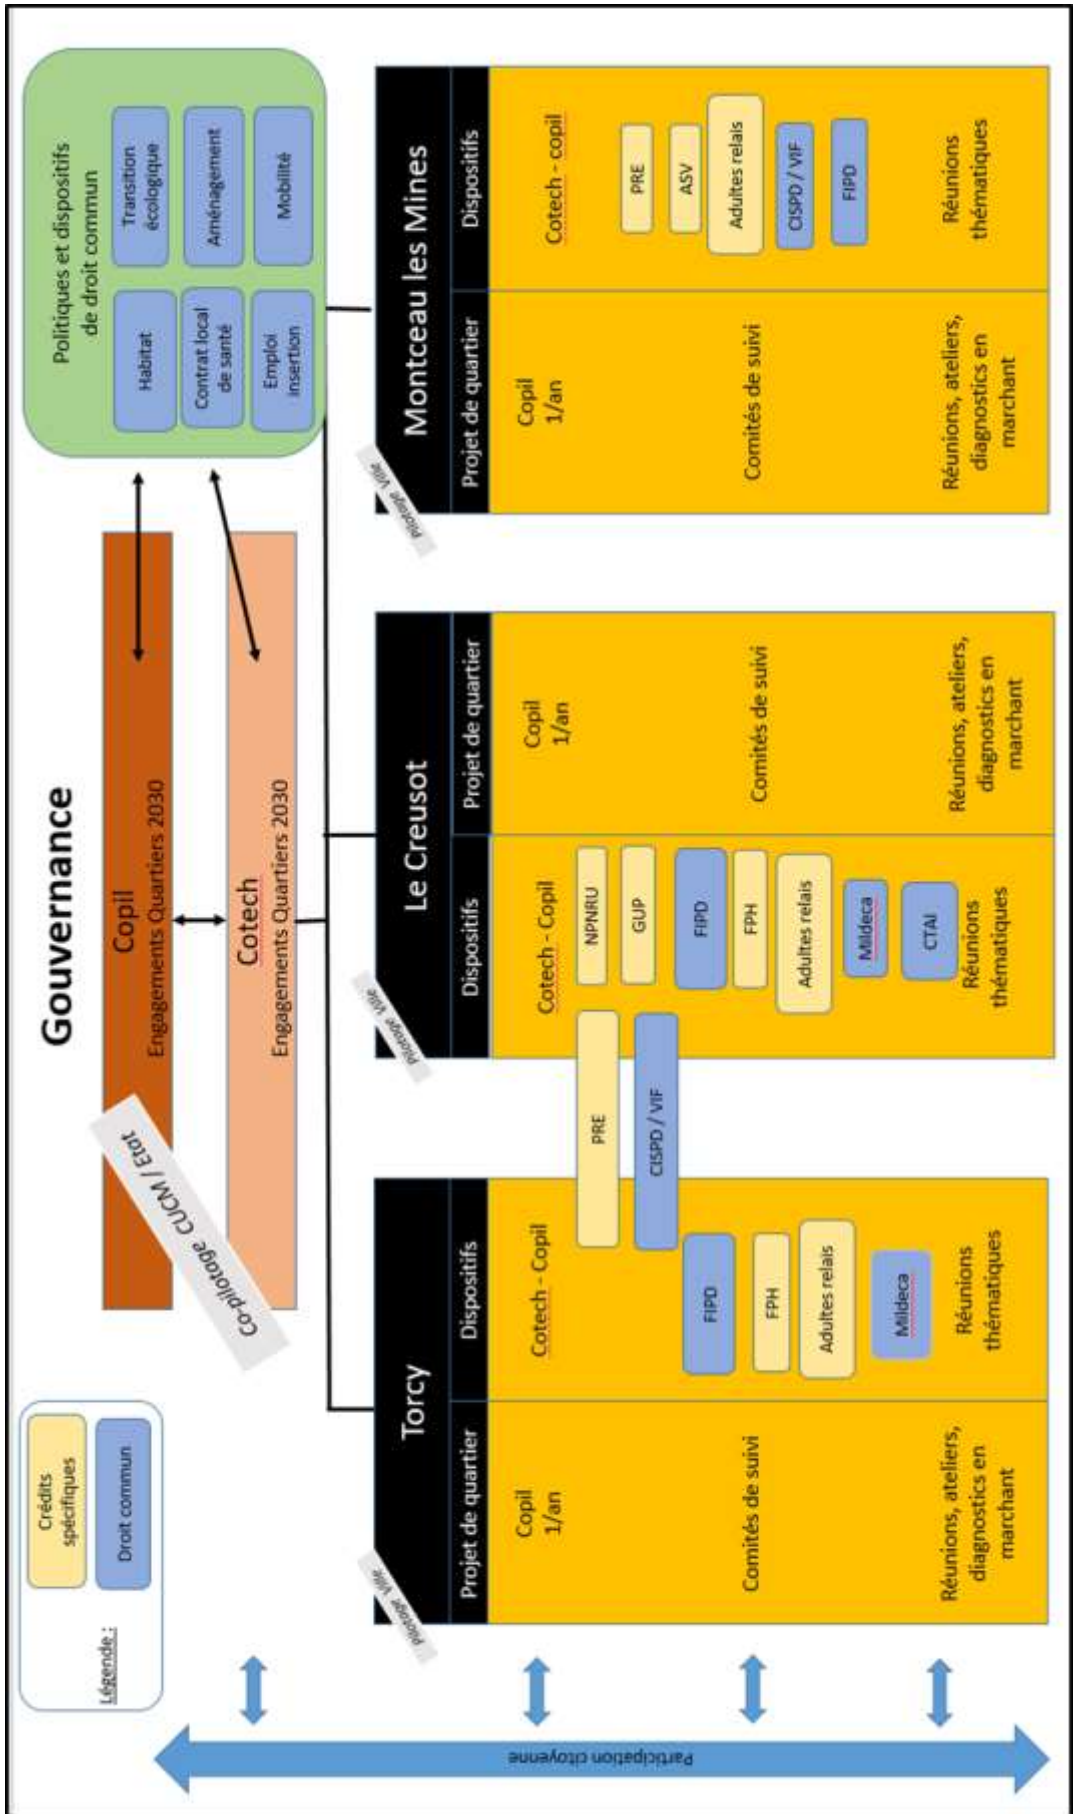 Gouvernance
Légende :
Crédits
spécifiques
Droit commun
Co-pilotage CUCM / Etat
Copil
Engagements Quartiers 2030
Cotech
Engagements Quartiers 2030
Politiques et dispositifs
de droit commun
Habitat
Transition
écologique
Contrat local
de santé
Aménagement
Emploi
insertion
Mobilité
Participation citoyenne
Pilotage Ville
Torcy
Projet de quartier
Dispositifs
Copil
1/an
Comités de suivi
Réunions, ateliers,
diagnostics en
marchant
Cotech - Copil
FIPD
FPH
Adultes relais
Mildeca
Réunions
thématiques
PRE
CISPD / VIF
Pilotage Ville
Le Creusot
Dispositifs
Projet de quartier
Cotech - Copil
NPNRU
GUP
FIPD
FPH
Adultes relais
Mildeca
CTAI
Réunions
thématiques
Copil
1/an
Comités de suivi
Réunions, ateliers,
diagnostics en
marchant
Pilotage Ville
Montceau les Mines
Projet de quartier
Dispositifs
Copil
1/an
Comités de suivi
Réunions, ateliers,
diagnostics en
marchant
Cotech - copil
PRE
ASV
Adultes relais
CISPD / VIF
FIPD
Réunions
thématiques